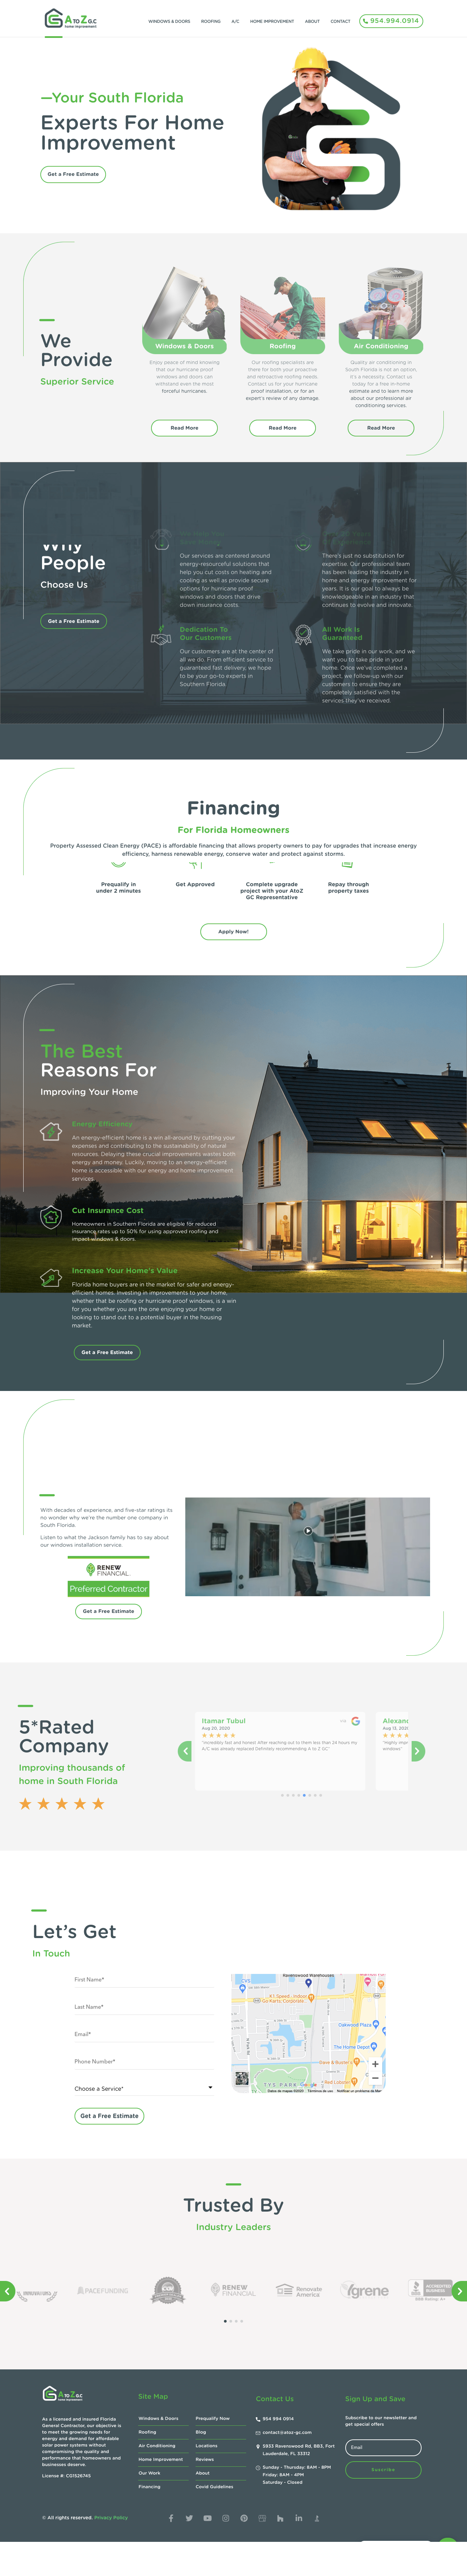 A TO Z G.C
home improvement
WINDOWS & DOORS
ROOFING
A/C
HOME IMPROVEMENT
ABOUT
CONTACT
954.994.0914
—Your South Florida
Experts For Home
Improvement
Get a Free Estimate
We
Provide
Superior Service
Windows & Doors
Enjoy peace of mind knowing
that our hurricane proof
windows and doors can
withstand even the most
forceful hurricanes.
Read More
Roofing
Our roofing specialists are
there for both your proactive
and retroactive roofing needs.
Contact us for your hurricane
proof installation, or for an
expert's review of any damage.
Read More
Air Conditioning
Quality air conditioning in
South Florida is not an option,
it's a necessity. Contact us
today for a free in-home
estimate and to learn more
about our professional air
conditioning services.
Read More
Why
People
Choose Us
Get a Free Estimate
Our services are centered around
energy-resourceful solutions that
help you cut costs on heating and
cooling as well as provide secure
options for hurricane proof
windows and doors that drive
down insurance costs.
There's just no substitution for
expertise. Our professional team
has been leading the industry in
home and energy improvement for
years. It is our goal to always be
knowledgeable in an industry that
continues to evolve and innovate.
Dedication To
Our Customers
Our customers are at the center of
all we do. From efficient service to
guaranteed fast delivery, we hope
to be your go-to experts in
Southern Florida.
All Work is
Guaranteed
We take pride in our work, and we
want you to take pride in your
home. Once we've completed a
project, we follow-up with our
customers to ensure they are
completely satisfied with the
services they've received.
Financing
For Florida Homeowners
Property Assessed Clean Energy (PACE) is affordable financing that allows property owners to pay for upgrades that increase energy
efficiency, harness renewable energy, conserve water and protect against storms.
Prequalify in
under 2 minutes
Get Approved
Complete upgrade
project with your AtoZ
GC Representative
Repay through
property taxes
Apply Now!
The Best
Reasons For
Improving Your Home
Energy Efficiency
An energy-efficient home is a win all-around by cutting your
expenses and contributing to the sustainability of natural
resources. Delaying these crucial improvements wastes both
energy and money. Luckily, moving to an energy-efficient
home is accessible with our energy and home improvement
services.
Cut Insurance Cost
Homeowners in Southern Florida are eligible for reduced
insurance rates up to 50% for using approved roofing and
impact windows & doors.
Increase Your Home's Value
Florida home buyers are in the market for safer and energy-
efficient homes. Investing in improvements to your home,
whether that be roofing or hurricane proof windows, is a win
for you whether you are the one enjoying your home or
looking to stand out to a potential buyer in the housing
market.
Get a Free Estimate
With decades of experience, and five-star ratings its
no wonder why we're the number one company in
South Florida.
Listen to what the Jackson family has to say about
our windows installation service.
RENEW
FINANCIAL
Preferred Contractor
Get a Free Estimate
5*Rated
Company
Improving thousands of
home in South Florida
Itamar Tubul
Aug 20, 2020
"Incredibly fast and honest! After reaching out to them less than 24 hours my
A/C was already replaced! Definitely recommending A to Z GC"
Aug 13, 202
windows"
Let's Get
In Touch
First Name*
Last Name*
Email*
Phone Number*
Choose a Service*
Get a Free Estimate
Ravenswood Warehouses
K1 Speed - Indoor
Go Karts, Corporate
Oakwood Plaza
The Home Depot
Dave & Buster's
Red Lobster
Google
Trusted By
Industry Leaders
PACEFUNDING
RENEW
FINANCIAL
Renovate
America
Ygrene
ACCREDITED
BUSINESS
BBB Rating: A+
A TO Z G.C
home improvement
As a licensed and insured Florida
General Contractor, our objective is
to meet the growing needs for
energy and demand for affordable
solar power systems without
compromising the quality and
performance that homeowners and
businesses deserve.
License #: CG1526745
Site Map
Windows & Doors
Roofing
Air Conditioning
Home Improvement
Our Work
Financing
Prequalify Now
Blog
Locations
Reviews
About
Covid Guidelines
Contact Us
954 994 0914
contact@atoz-gc.com
5933 Ravenswood Rd, BB3, Fort
Lauderdale, FL 33312
Sunday - Thursday: 8AM - 8PM
Friday: 8AM - 4PM
Saturday - Closed
Sign Up and Save
Subscribe to our newsletter and
get special offers
Email
© All rights reserved. Privacy Policy